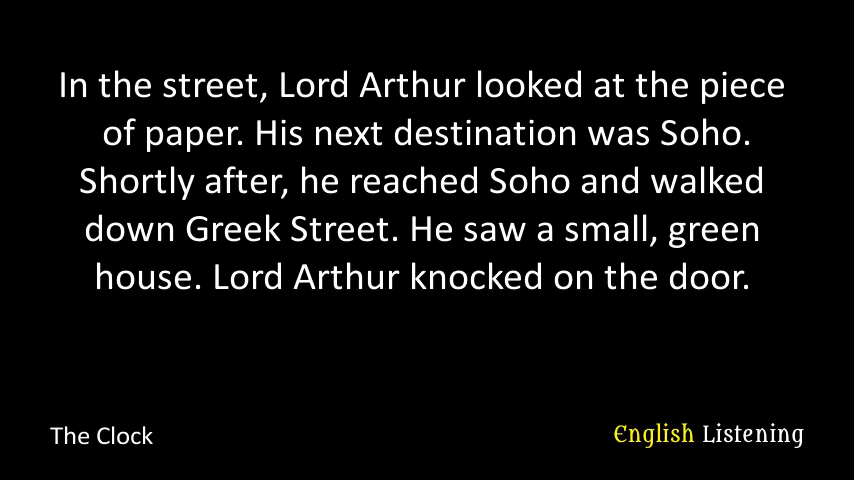 In the street, Lord Arthur looked at the piece
of paper. His next destination was Soho.
Shortly after, he reached Soho and walked
down Greek Street. He saw a small, green
house. Lord Arthur knocked on the door.
The Clock
English Listening